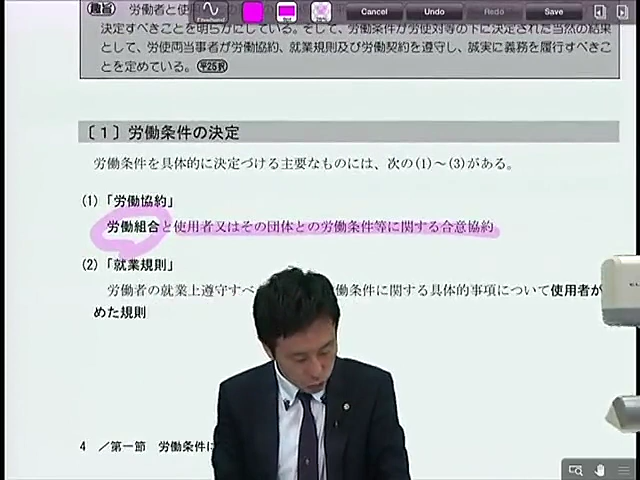 趣旨 労働者と使
Cancel Undo Redo Save
決定すべきことを明らかにしている。そして、労働条件が労使対等の下に決定された当然の結果
として、労使両当事者が労働協約、就業規則及び労働契約を遵守し、誠実に義務を履行すべきこ
とを定めている。 平25択
〔1〕労働条件の決定
労働条件を具体的に決定づける主要なものには、次の(1)～(3)がある。
(1)「労働協約」
労働組合と使用者又はその団体との労働条件等に関する合意協約
(2)「就業規則」
労働者の就業上遵守すべ 働条件に関する具体的事項について使用者が
めた規則
4 ／第一節 労働条件に